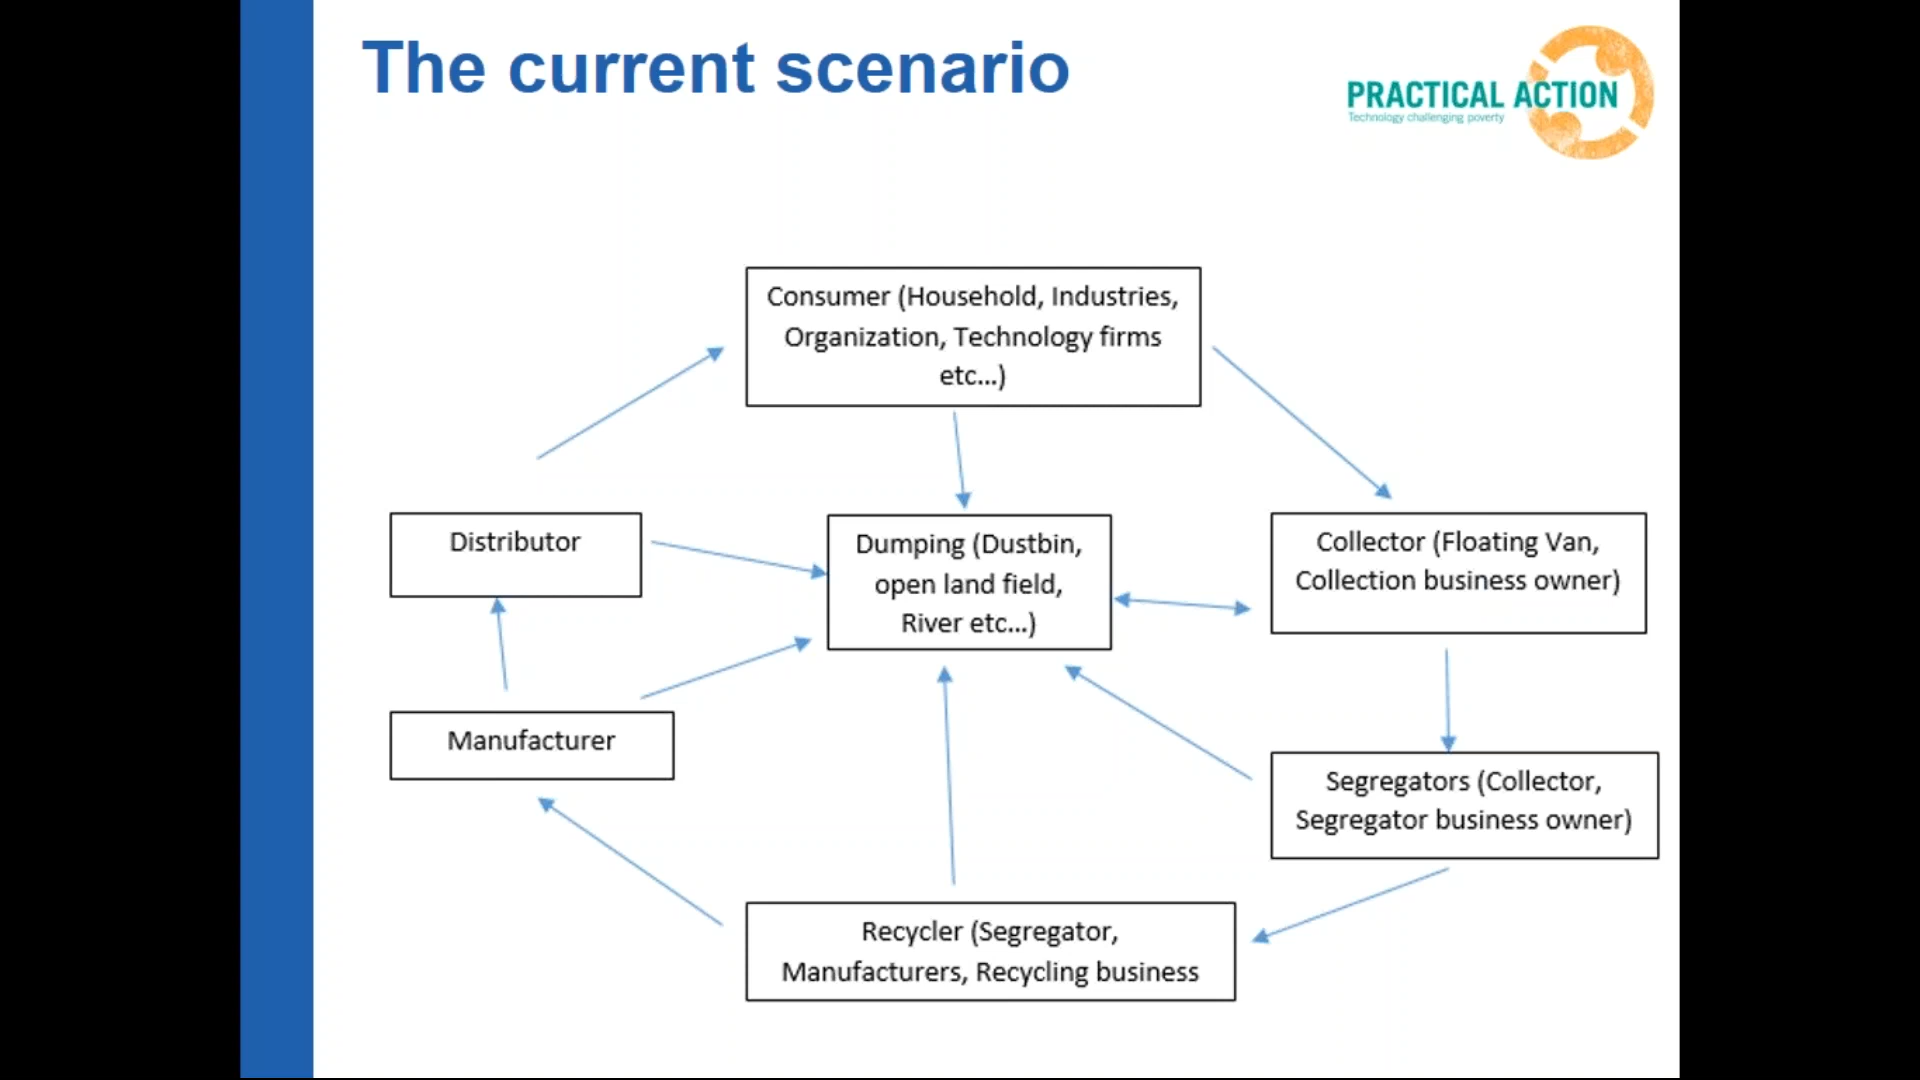 The current scenario
PRACTICAL ACTION
Technology challenging poverty
Consumer (Household, Industries,
Organization, Technology firms
etc...)
Distributor
Dumping (Dustbin,
open land field,
River etc...)
Collector (Floating Van,
Collection business owner)
Manufacturer
Segregators (Collector,
Segregator business owner)
Recycler (Segregator,
Manufacturers, Recycling business